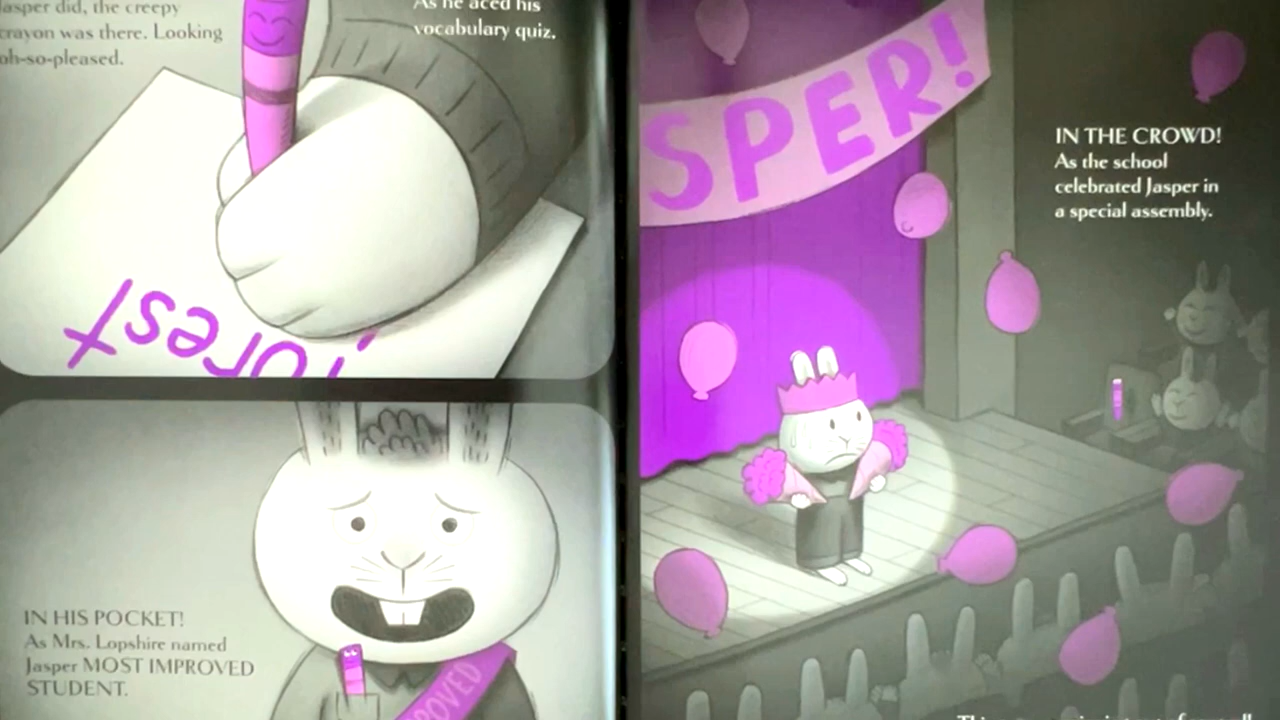 Jasper did, the creepy
crayon was there. Looking
oh-so-pleased.
As he aced his
vocabulary quiz.
IN HIS POCKET!
As Mrs. Lopshire named
Jasper MOST IMPROVED
STUDENT.
SPER!
IN THE CROWD!
As the school
celebrated Jasper in
a special assembly.